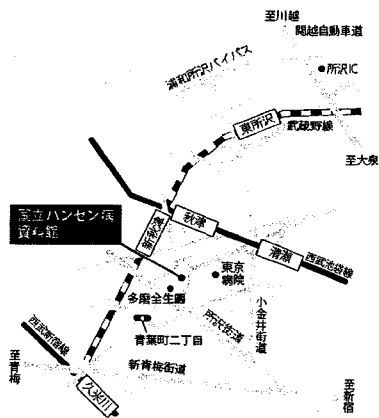 至川越
関越自動車道
浦和所沢バイパス
所沢IC
東所沢
武蔵野線
至大泉
国立ハンセン病
資料館
新秋津
秋津
清瀬
西武池袋線
東京
病院
多磨全生園
小金井街道
所沢街道
青葉町二丁目
西武新宿線
新青梅街道
至青梅
久米川
至新宿